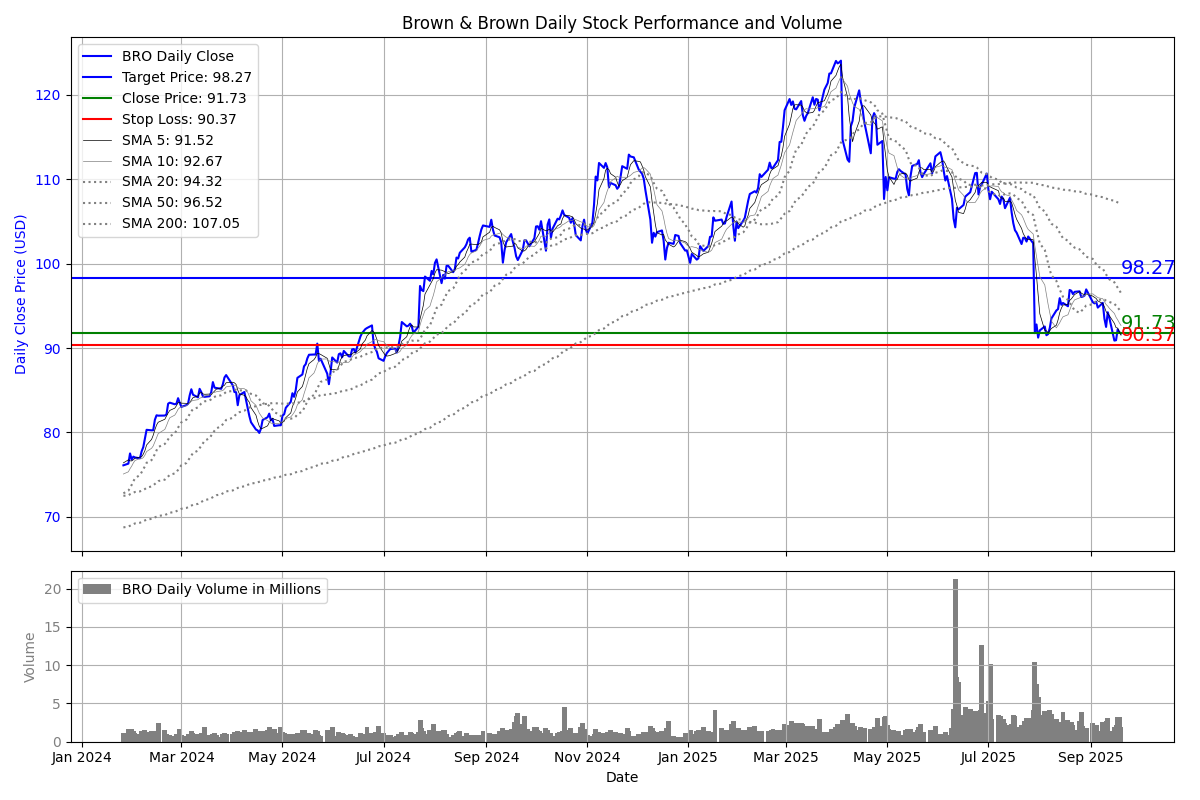 Brown & Brown Daily Stock Performance and Volume
BRO Daily Close
Target Price: 98.27
Close Price: 91.73
Stop Loss: 90.37
SMA 5: 91.52
SMA 10: 92.67
SMA 20: 94.32
SMA 50: 96.52
SMA 200: 107.05
Daily Close Price (USD)
120
110
100
90
80
70
98.27
91.73
90.37
BRO Daily Volume in Millions
Volume
20
15
10
5
0
Jan 2024 Mar 2024 May 2024 Jul 2024 Sep 2024 Nov 2024 Jan 2025 Mar 2025 May 2025 Jul 2025 Sep 2025
Date